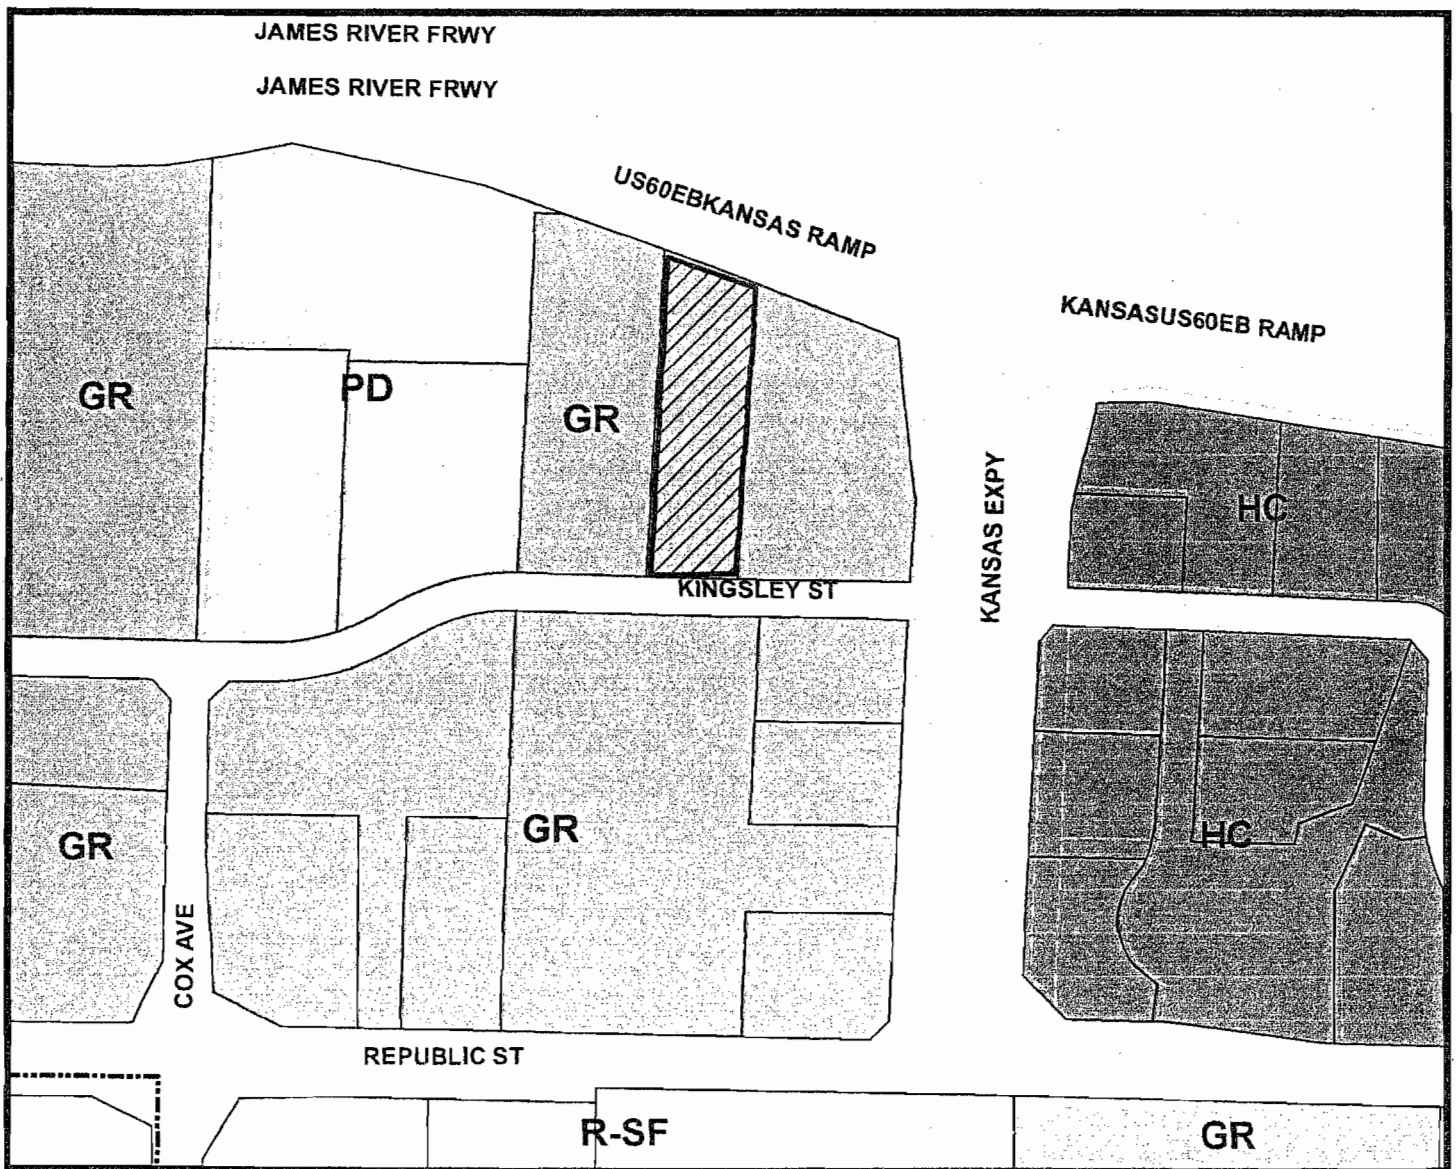 JAMES RIVER FRWY
JAMES RIVER FRWY
US60EBKANSAS RAMP
KANSASUS60EB RAMP
GR
PD
GR
HC
KANSAS EXPY
KINGSLEY ST
GR
GR
HC
COX AVE
REPUBLIC ST
R-SF
GR